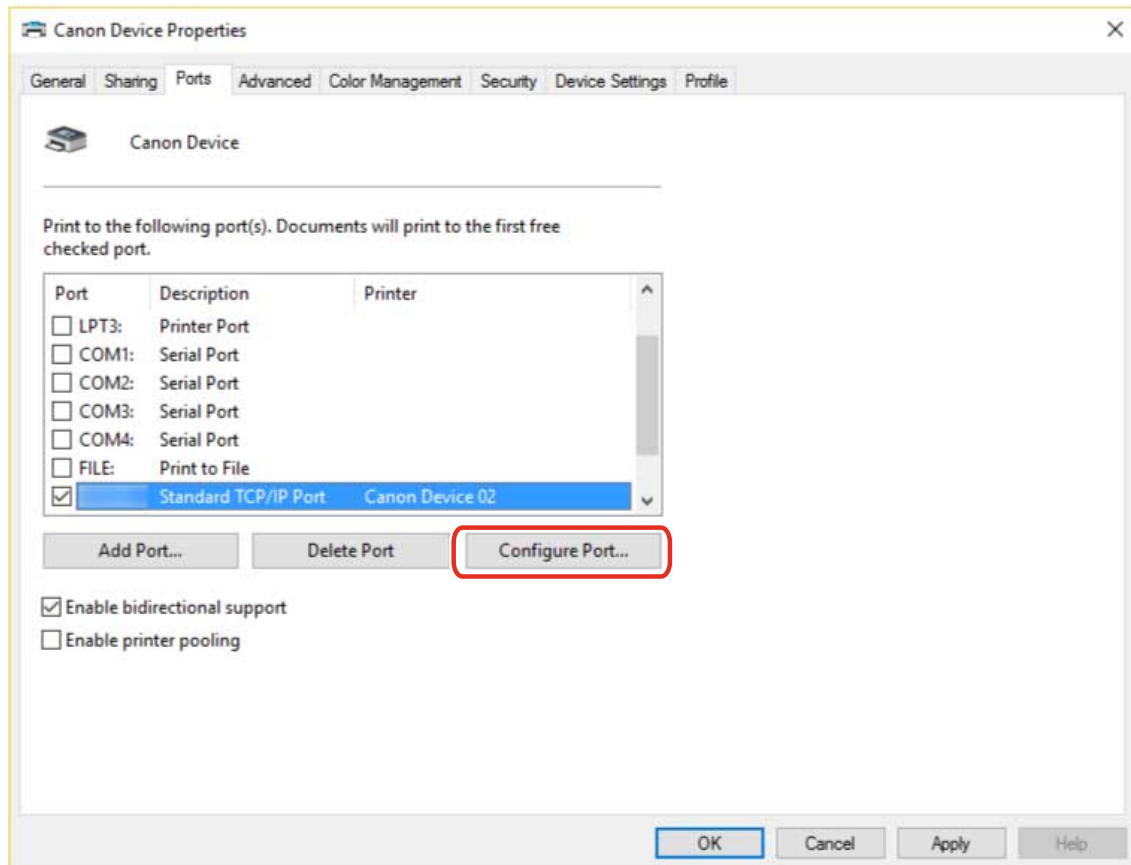 Canon Device Properties
General Sharing Ports Advanced Color Management Security Device Settings Profile
Canon Device
Print to the following port(s). Documents will print to the first free
checked port.
Port Description Printer
LPT3: Printer Port
COM1: Serial Port
COM2: Serial Port
COM3: Serial Port
COM4: Serial Port
FILE: Print to File
Standard TCP/IP Port Canon Device 02
Add Port... Delete Port Configure Port...
Enable bidirectional support
Enable printer pooling
OK Cancel Apply Help